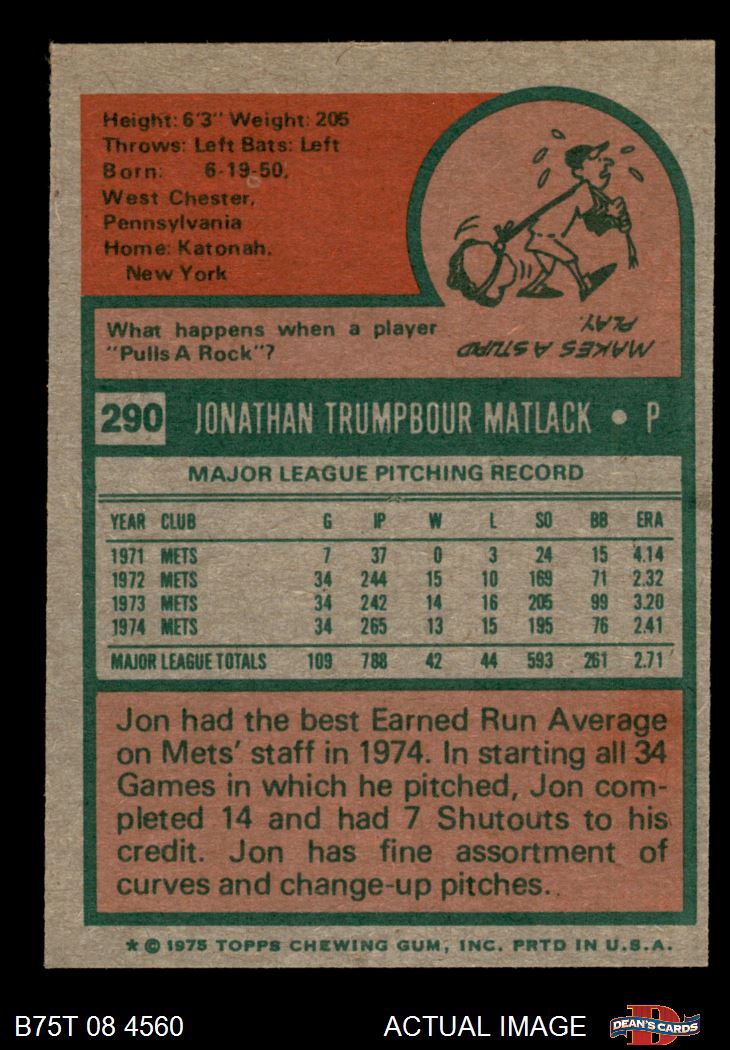 Height: 6'3" Weight: 205
Throws: Left Bats: Left
Born: 6-19-50,
West Chester,
Pennsylvania
Home: Katonah,
New York
What happens when a player
"Pulls A Rock"?
MAKES A STUPID
PLAY.
290 JONATHAN TRUMPBOUR MATLACK • P
MAJOR LEAGUE PITCHING RECORD
YEAR CLUB G IP W L SO BB ERA
1971 METS 7 37 0 3 24 15 4.14
1972 METS 34 244 15 10 169 71 2.32
1973 METS 34 242 14 16 205 99 3.20
1974 METS 34 265 13 15 195 76 2.41
MAJOR LEAGUE TOTALS 109 788 42 44 593 261 2.71
Jon had the best Earned Run Average
on Mets' staff in 1974. In starting all 34
Games in which he pitched, Jon com-
pleted 14 and had 7 Shutouts to his
credit. Jon has fine assortment of
curves and change-up pitches.
* © 1975 TOPPS CHEWING GUM, INC. PRTD IN U.S.A.
B75T 08 4560 ACTUAL IMAGE DEAN'S CARDS